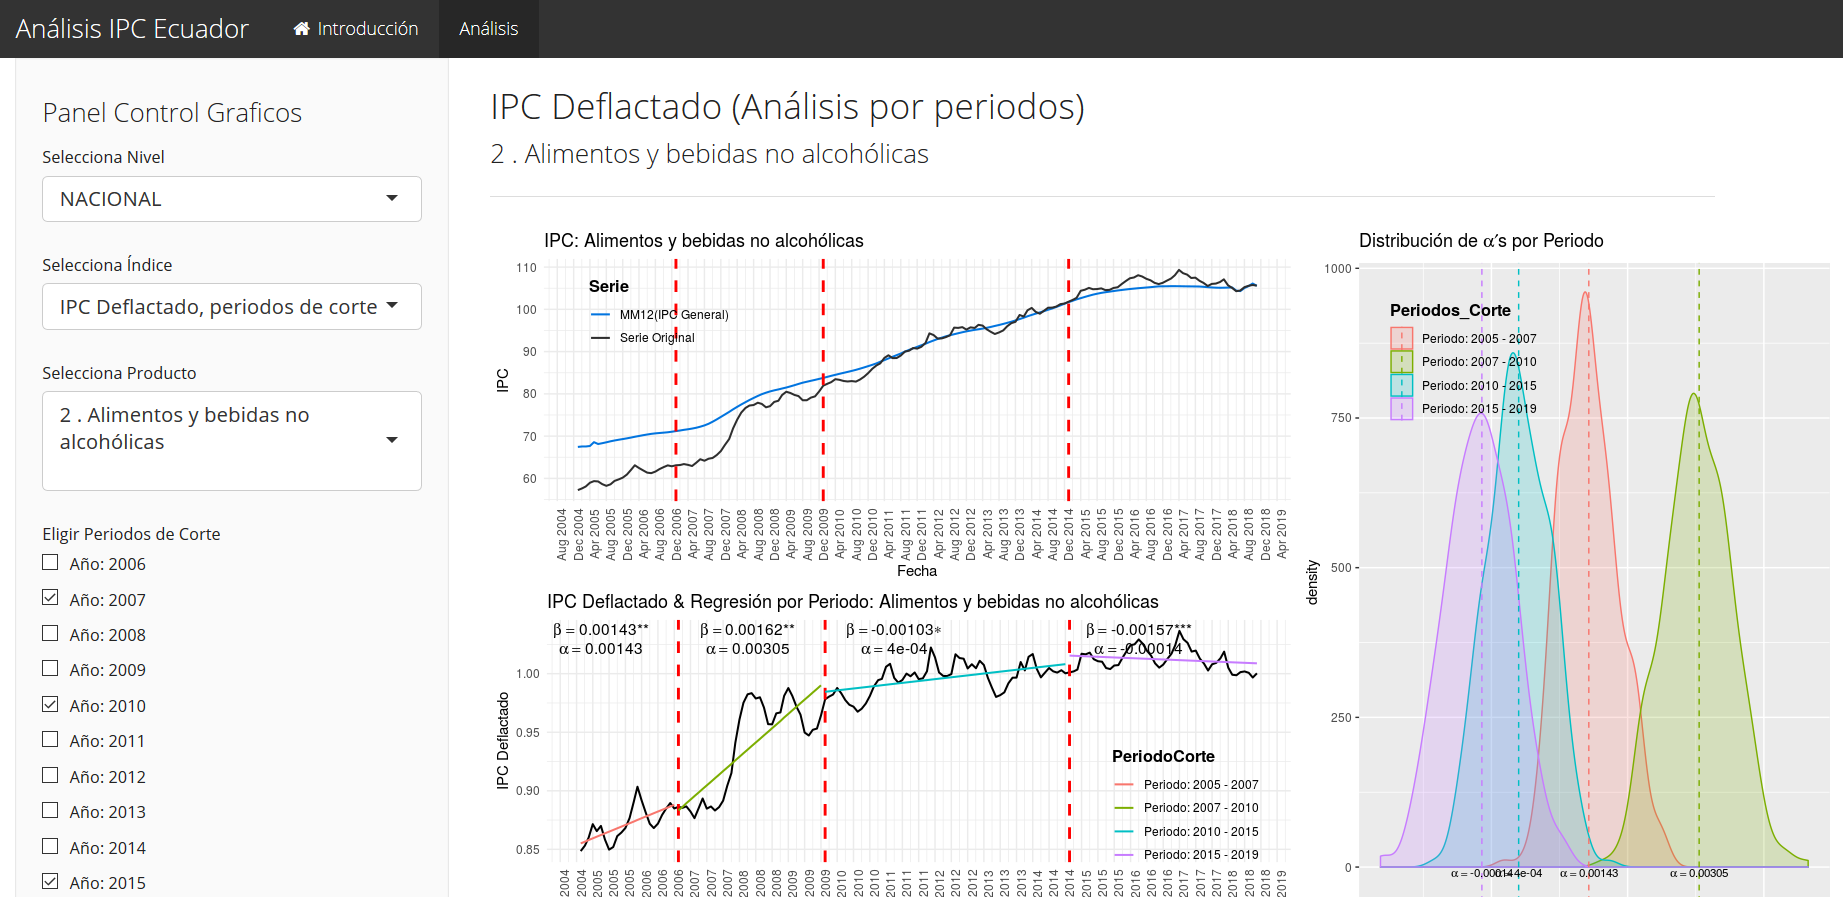 Análisis IPC Ecuador
Introducción
Análisis
Panel Control Graficos
Selecciona Nivel
NACIONAL
Selecciona Índice
IPC Deflactado, periodos de corte
Selecciona Producto
2 . Alimentos y bebidas no
alcohólicas
Eligir Periodos de Corte
Año: 2006
Año: 2007
Año: 2008
Año: 2009
Año: 2010
Año: 2011
Año: 2012
Año: 2013
Año: 2014
Año: 2015
IPC Deflactado (Análisis por periodos)
2 . Alimentos y bebidas no alcohólicas
IPC: Alimentos y bebidas no alcohólicas
110
100
90
80
70
60
IPC
Serie
MM12(IPC General)
Serie Original
Aug 2004
Dec 2004
Apr 2005
Aug 2005
Dec 2005
Apr 2006
Aug 2006
Dec 2006
Apr 2007
Aug 2007
Dec 2007
Apr 2008
Aug 2008
Dec 2008
Apr 2009
Aug 2009
Dec 2009
Apr 2010
Aug 2010
Dec 2010
Apr 2011
Aug 2011
Dec 2011
Apr 2012
Aug 2012
Dec 2012
Apr 2013
Aug 2013
Dec 2013
Apr 2014
Aug 2014
Dec 2014
Apr 2015
Aug 2015
Dec 2015
Apr 2016
Aug 2016
Dec 2016
Apr 2017
Aug 2017
Dec 2017
Apr 2018
Aug 2018
Dec 2018
Apr 2019
Fecha
IPC Deflactado & Regresión por Periodo: Alimentos y bebidas no alcohólicas
β = 0.00143**
α = 0.00143
β = 0.00162**
α = 0.00305
β = -0.00103*
α = 4e-04
β = -0.00157***
α = -0.00014
1.00
0.95
0.90
0.85
IPC Deflactado
PeriodoCorte
Periodo: 2005 - 2007
Periodo: 2007 - 2010
Periodo: 2010 - 2015
Periodo: 2015 - 2019
2004
2004
2005
2005
2005
2006
2006
2006
2007
2007
2007
2008
2008
2008
2009
2009
2009
2010
2010
2010
2011
2011
2011
2012
2012
2012
2013
2013
2013
2014
2014
2014
2015
2015
2015
2016
2016
2016
2017
2017
2017
2018
2018
2018
2019
Distribución de α′s por Periodo
1000
750
500
250
0
density
Periodos_Corte
Periodo: 2005 - 2007
Periodo: 2007 - 2010
Periodo: 2010 - 2015
Periodo: 2015 - 2019
α = -0.00014
α = 4e-04
α = 0.00143
α = 0.00305